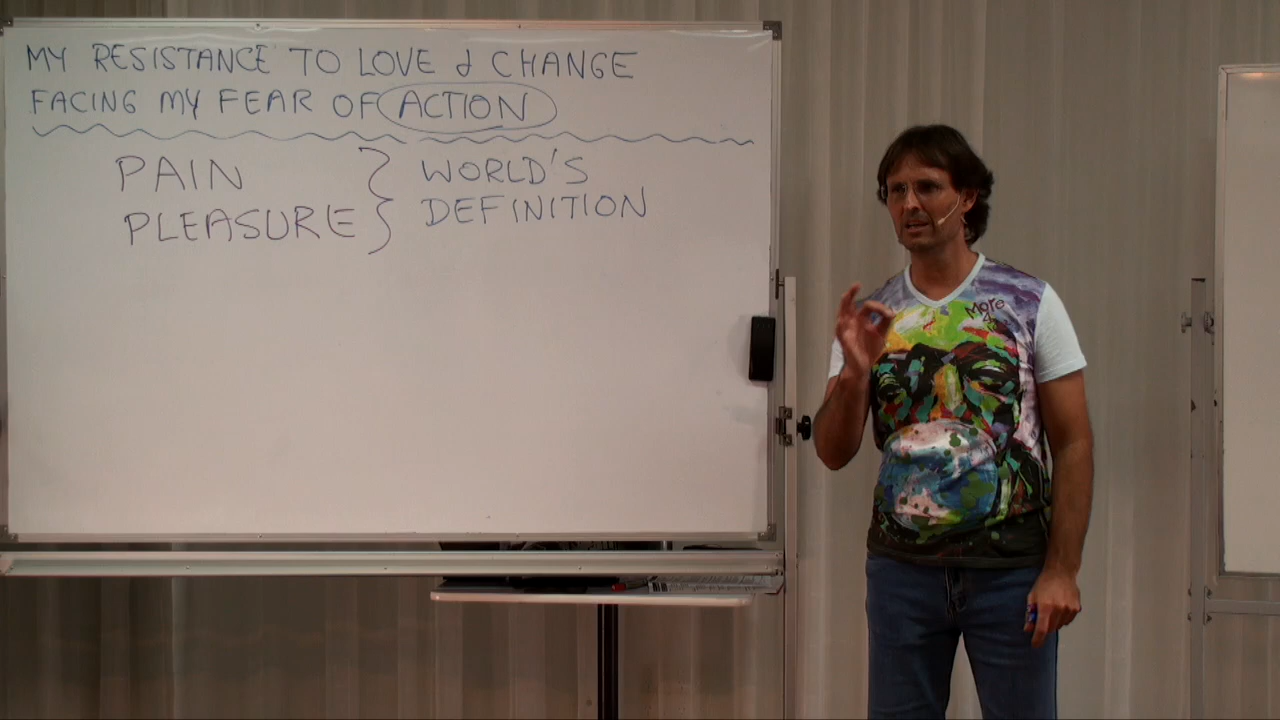 MY RESISTANCE TO LOVE & CHANGE
FACING MY FEAR OF ACTION
PAIN
PLEASURE
} WORLD'S
DEFINITION
More